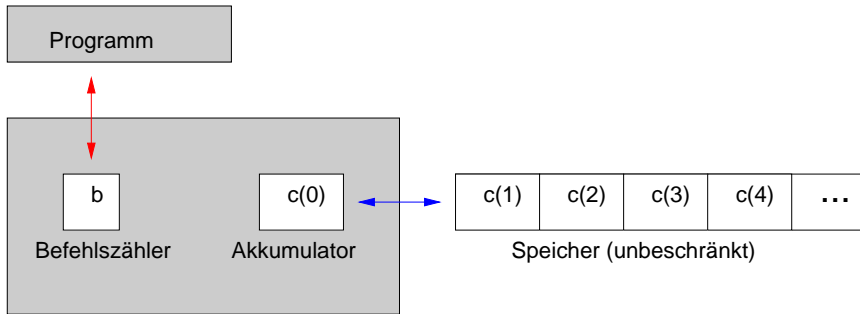 Programm
b c(0) c(1) c(2) c(3) c(4) ...
Befehlszähler Akkumulator Speicher (unbeschränkt)